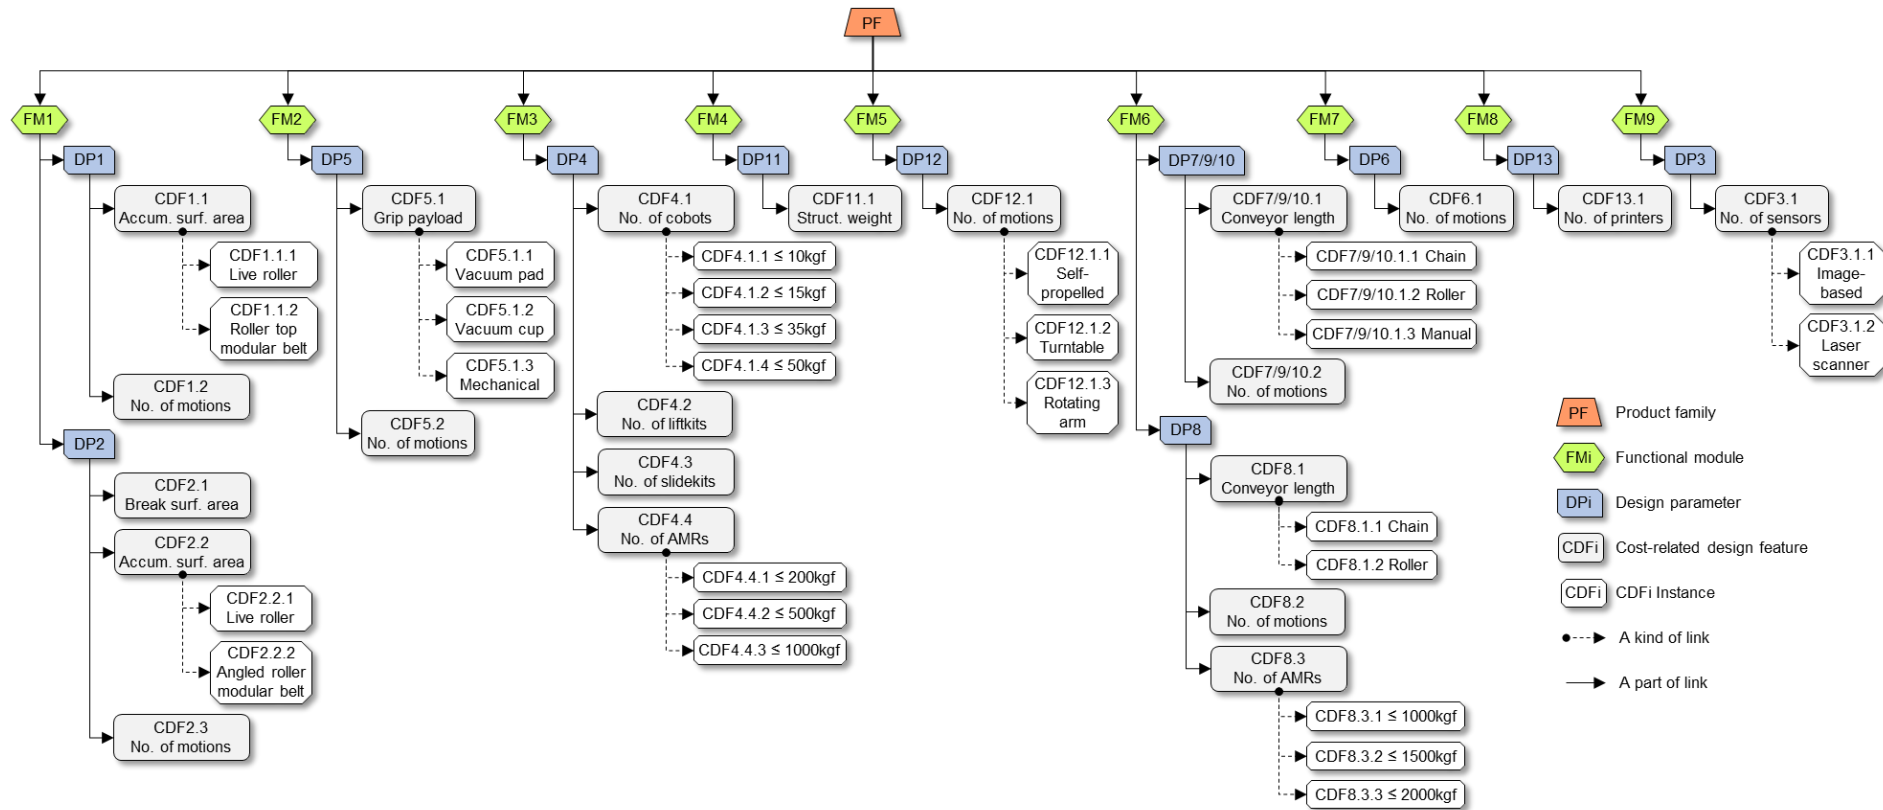 PF
FM1
FM2
FM3
FM4
FM5
FM6
FM7
FM8
FM9
DP1
CDF1.1
Accum. surf. area
CDF1.1.1
Live roller
CDF1.1.2
Roller top
modular belt
CDF1.2
No. of motions
DP2
CDF2.1
Break surf. area
CDF2.2
Accum. surf. area
CDF2.2.1
Live roller
CDF2.2.2
Angled roller
modular belt
CDF2.3
No. of motions
DP5
CDF5.1
Grip payload
CDF5.1.1
Vacuum pad
CDF5.1.2
Vacuum cup
CDF5.1.3
Mechanical
CDF5.2
No. of motions
DP4
CDF4.1
No. of cobots
CDF4.1.1 ≤ 10kgf
CDF4.1.2 ≤ 15kgf
CDF4.1.3 ≤ 35kgf
CDF4.1.4 ≤ 50kgf
CDF4.2
No. of liftkits
CDF4.3
No. of slidekits
CDF4.4
No. of AMRs
CDF4.4.1 ≤ 200kgf
CDF4.4.2 ≤ 500kgf
CDF4.4.3 ≤ 1000kgf
DP11
CDF11.1
Struct. weight
DP12
CDF12.1
No. of motions
CDF12.1.1
Self-
propelled
CDF12.1.2
Turntable
CDF12.1.3
Rotating
arm
DP7/9/10
CDF7/9/10.1
Conveyor length
CDF7/9/10.1.1 Chain
CDF7/9/10.1.2 Roller
CDF7/9/10.1.3 Manual
CDF7/9/10.2
No. of motions
DP8
CDF8.1
Conveyor length
CDF8.1.1 Chain
CDF8.1.2 Roller
CDF8.2
No. of motions
CDF8.3
No. of AMRs
CDF8.3.1 ≤ 1000kgf
CDF8.3.2 ≤ 1500kgf
CDF8.3.3 ≤ 2000kgf
DP6
CDF6.1
No. of motions
DP13
CDF13.1
No. of printers
DP3
CDF3.1
No. of sensors
CDF3.1.1
Image-
based
CDF3.1.2
Laser
scanner
PF Product family
FMi Functional module
DPi Design parameter
CDFi Cost-related design feature
CDFi CDFi Instance
A kind of link
A part of link